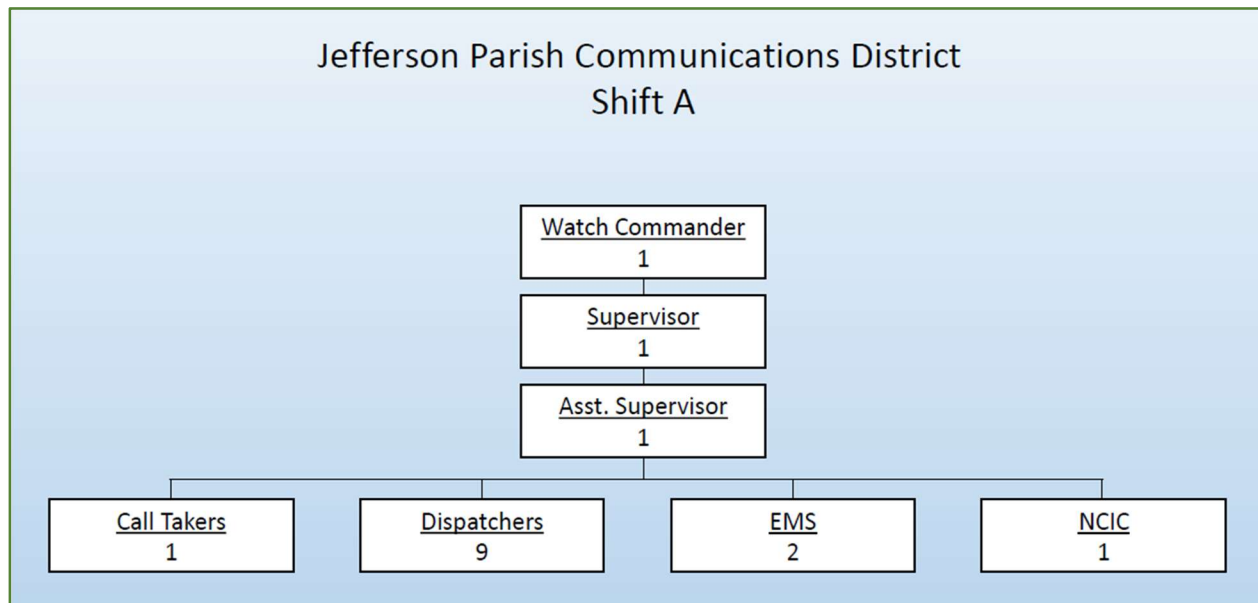 Jefferson Parish Communications District
Shift A
Watch Commander
1
Supervisor
1
Asst. Supervisor
1
Call Takers
1
Dispatchers
9
EMS
2
NCIC
1